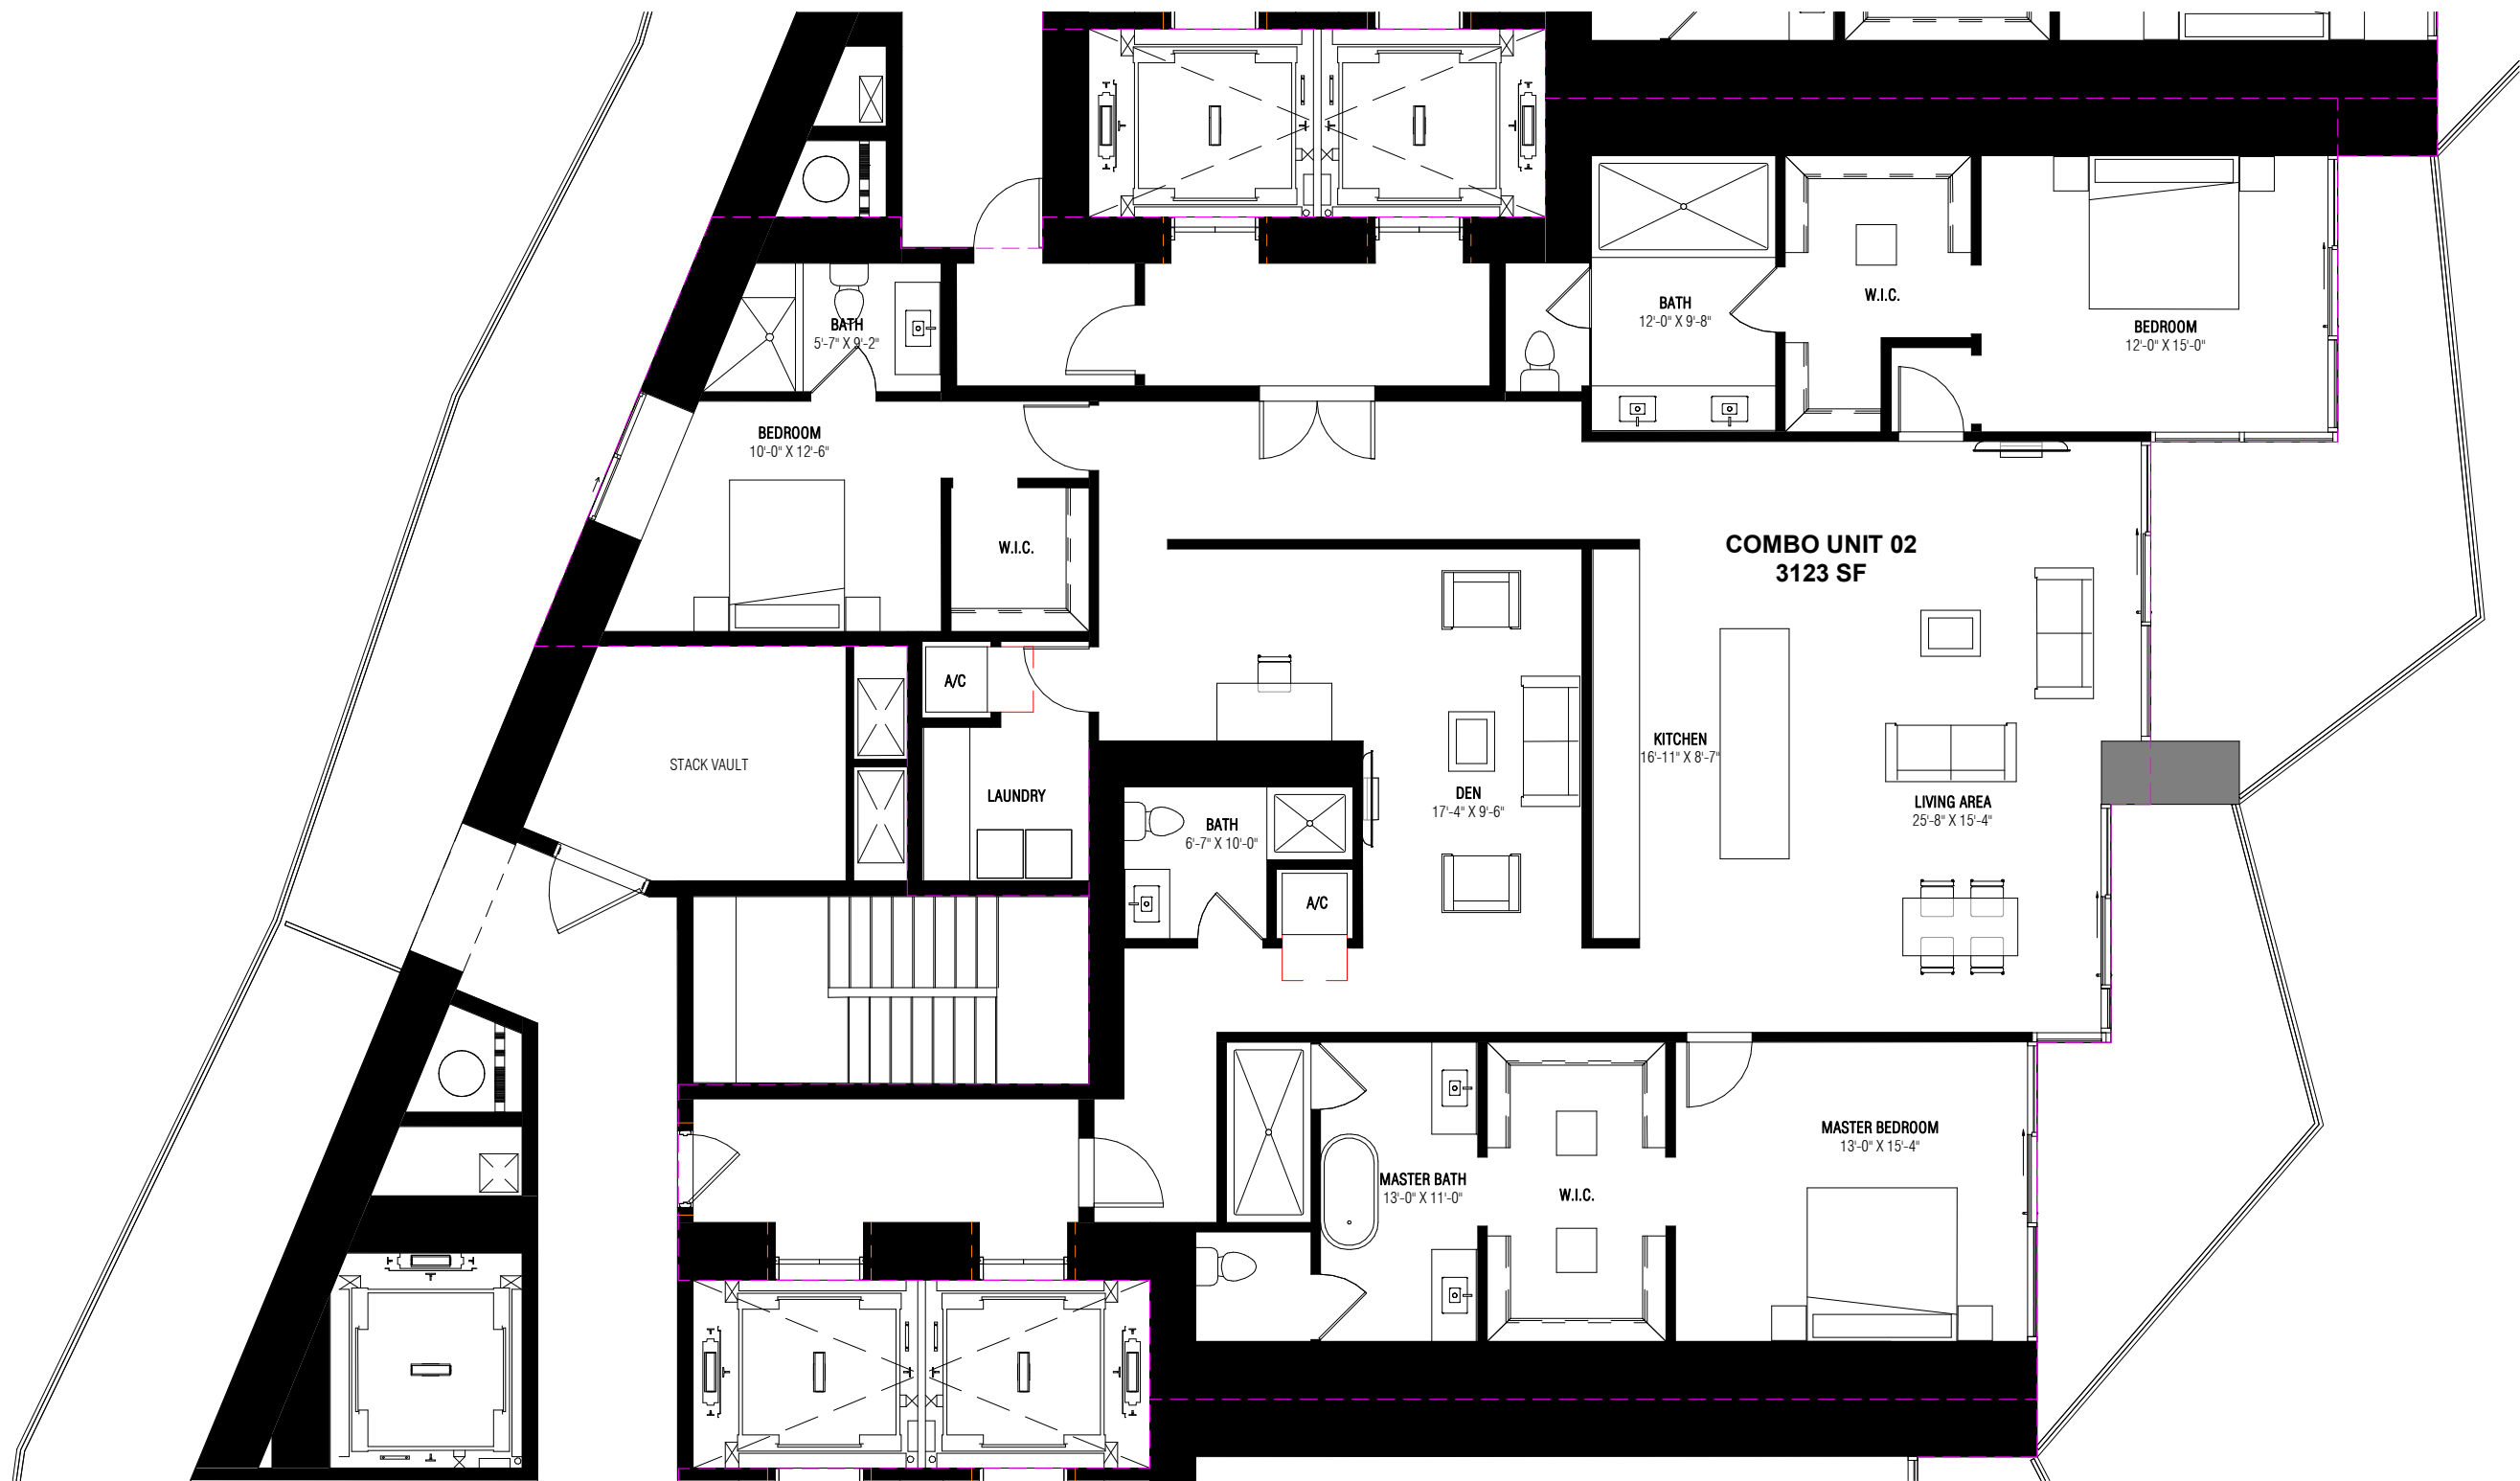 BATH
12'-0" X 9'-8"
W.I.C.
BEDROOM
12'-0" X 15'-0"
BATH
5'-7" X 9'-2"
BEDROOM
10'-0" X 12'-6"
W.I.C.
COMBO UNIT 02
3123 SF
A/C
STACK VAULT
LAUNDRY
KITCHEN
16'-11" X 8'-7"
DEN
17'-4" X 9'-6"
LIVING AREA
25'-8" X 15'-4"
BATH
6'-7" X 10'-0"
A/C
MASTER BEDROOM
13'-0" X 15'-4"
MASTER BATH
13'-0" X 11'-0"
W.I.C.